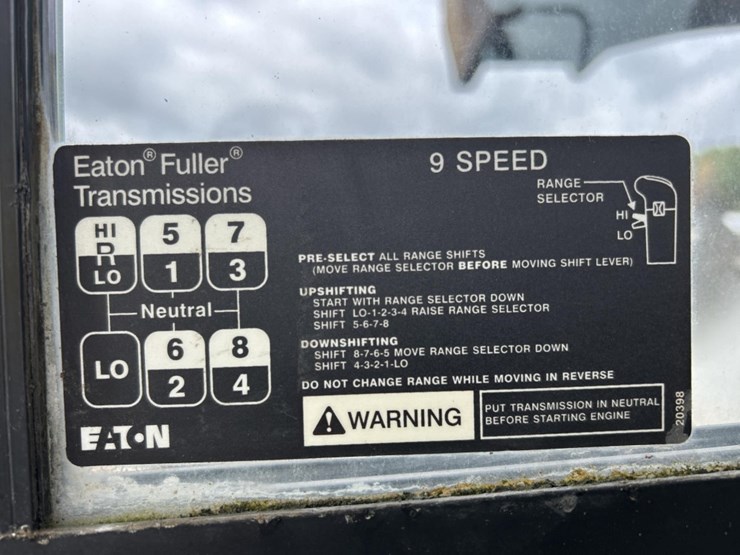 Eaton® Fuller®
Transmissions
9 SPEED
RANGE
SELECTOR
HI
LO
HI
R
LO
5
1
7
3
Neutral
LO
6
2
8
4
PRE-SELECT ALL RANGE SHIFTS
(MOVE RANGE SELECTOR BEFORE MOVING SHIFT LEVER)
UPSHIFTING
START WITH RANGE SELECTOR DOWN
SHIFT LO-1-2-3-4 RAISE RANGE SELECTOR
SHIFT 5-6-7-8
DOWNSHIFTING
SHIFT 8-7-6-5 MOVE RANGE SELECTOR DOWN
SHIFT 4-3-2-1-LO
DO NOT CHANGE RANGE WHILE MOVING IN REVERSE
WARNING
PUT TRANSMISSION IN NEUTRAL
BEFORE STARTING ENGINE
EATON
20398